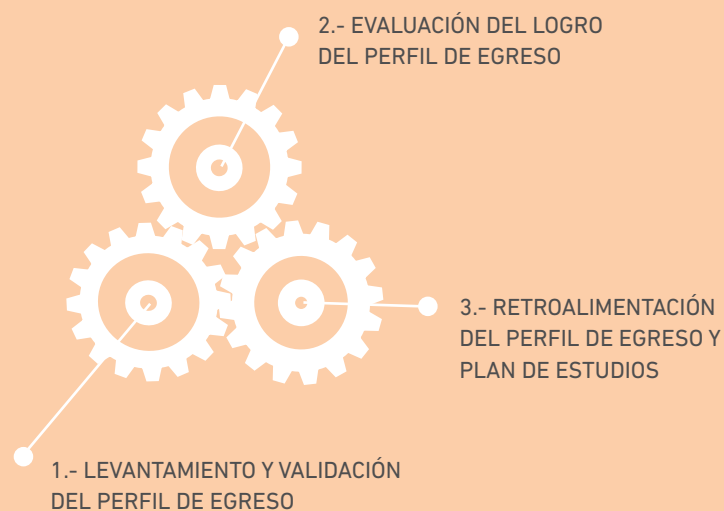 2.- EVALUACIÓN DEL LOGRO
DEL PERFIL DE EGRESO
3.- RETROALIMENTACIÓN
DEL PERFIL DE EGRESO Y
PLAN DE ESTUDIOS
1.- LEVANTAMIENTO Y VALIDACIÓN
DEL PERFIL DE EGRESO